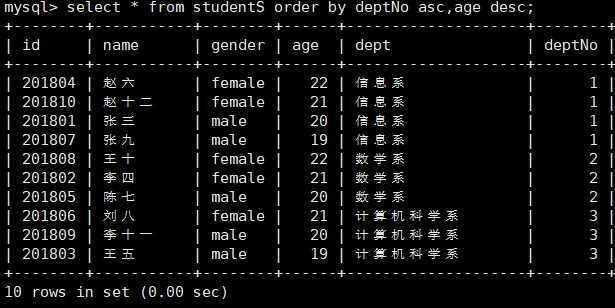 mysql> select * from studentS order by deptNo asc,age desc;
+--------+-----------+--------+------+-----------------+--------+
| id | name | gender | age | dept | deptNo |
+--------+-----------+--------+------+-----------------+--------+
| 201804 | 赵六 | female | 22 | 信息系 | 1 |
| 201810 | 赵十二 | female | 21 | 信息系 | 1 |
| 201801 | 张三 | male | 20 | 信息系 | 1 |
| 201807 | 张九 | male | 19 | 信息系 | 1 |
| 201808 | 王十 | female | 22 | 数学系 | 2 |
| 201802 | 李四 | female | 21 | 数学系 | 2 |
| 201805 | 陈七 | male | 20 | 数学系 | 2 |
| 201806 | 刘八 | female | 21 | 计算机科学系 | 3 |
| 201809 | 李十一 | male | 20 | 计算机科学系 | 3 |
| 201803 | 王五 | male | 19 | 计算机科学系 | 3 |
+--------+-----------+--------+------+-----------------+--------+
10 rows in set (0.00 sec)